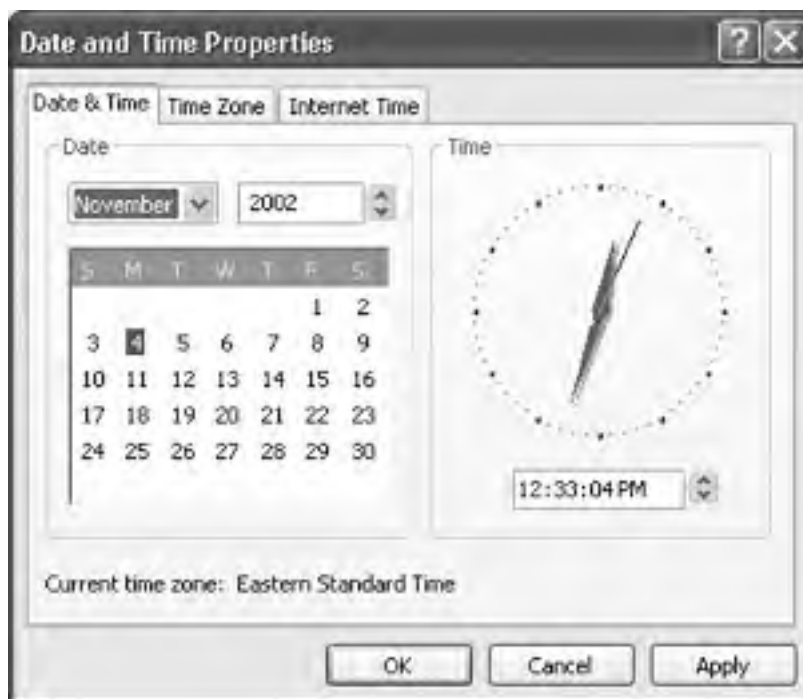 Date and Time Properties
Date & Time Time Zone Internet Time
Date
November 2002
S M T W T F S
1 2
3 4 5 6 7 8 9
10 11 12 13 14 15 16
17 18 19 20 21 22 23
24 25 26 27 28 29 30
Time
12:33:04 PM
Current time zone: Eastern Standard Time
OK Cancel Apply